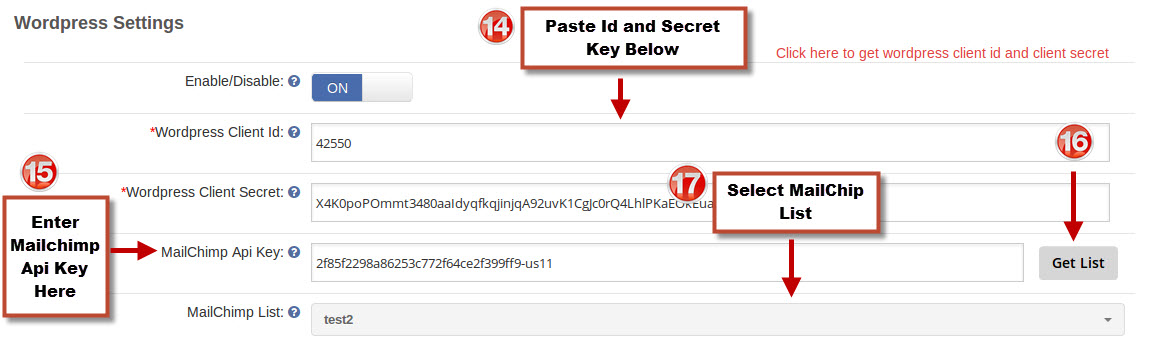 Wordpress Settings
14
Paste Id and Secret
Key Below
Click here to get wordpress client id and client secret
Enable/Disable: ?
ON
*Wordpress Client Id: ?
42550
16
15
*Wordpress Client Secret: ?
17
Select MailChip
List
Enter
Mailchimp
Api Key
Here
MailChimp Api Key: ?
2f85f2298a86253c772f64ce2f399ff9-us11
Get List
MailChimp List: ?
test2